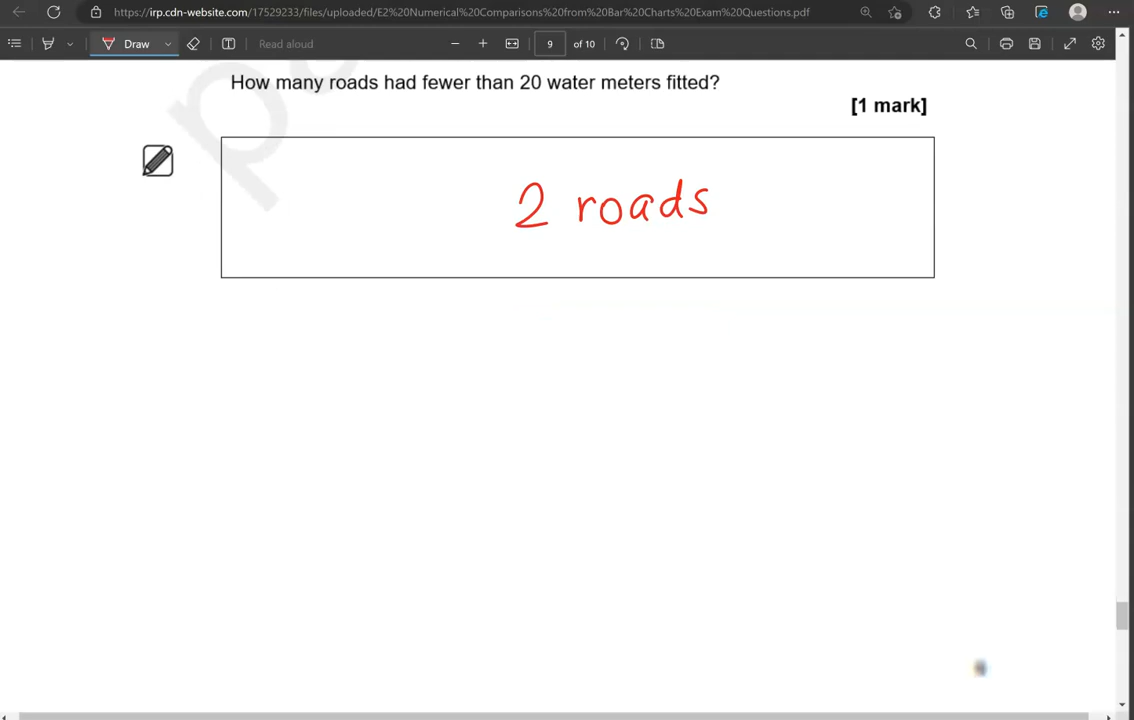 https://irp.cdn-website.com/17529233/files/uploaded/E2%20Numerical%20Comparisons%20from%20Bar%20Charts%20Exam%20Questions.pdf
Draw
Read aloud
9 of 10
How many roads had fewer than 20 water meters fitted?
[1 mark]
2 roads